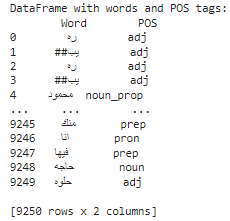 DataFrame with words and POS tags:
Word POS
0 ره adj
1 ##يب adj
2 ره adj
3 ##يب adj
4 محمود noun_prop
... ... ...
9245 منك prep
9246 انا pron
9247 فيها prep
9248 حاجه noun
9249 حلوه adj
[9250 rows x 2 columns]